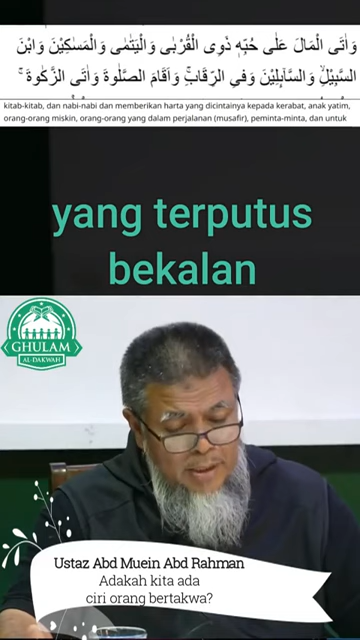 وَاٰتَى الْمَالَ عَلٰى حُبِّهٖ ذَوِى الْقُرْبٰى وَالْيَتٰمٰى وَالْمَسٰكِيْنَ وَابْنَ
السَّبِيْلِۙ وَالسَّاۤىِٕلِيْنَ وَفِى الرِّقَابِۚ وَاَقَامَ الصَّلٰوةَ وَاٰتَى الزَّكٰوةَ ۚ
kitab-kitab, dan nabi-nabi dan memberikan harta yang dicintainya kepada kerabat, anak yatim,
orang-orang miskin, orang-orang yang dalam perjalanan (musafir), peminta-minta, dan untuk
yang terputus
bekalan
GHULAM
AL-DAKWAH
Ustaz Abd Muein Abd Rahman
Adakah kita ada
ciri orang bertakwa?